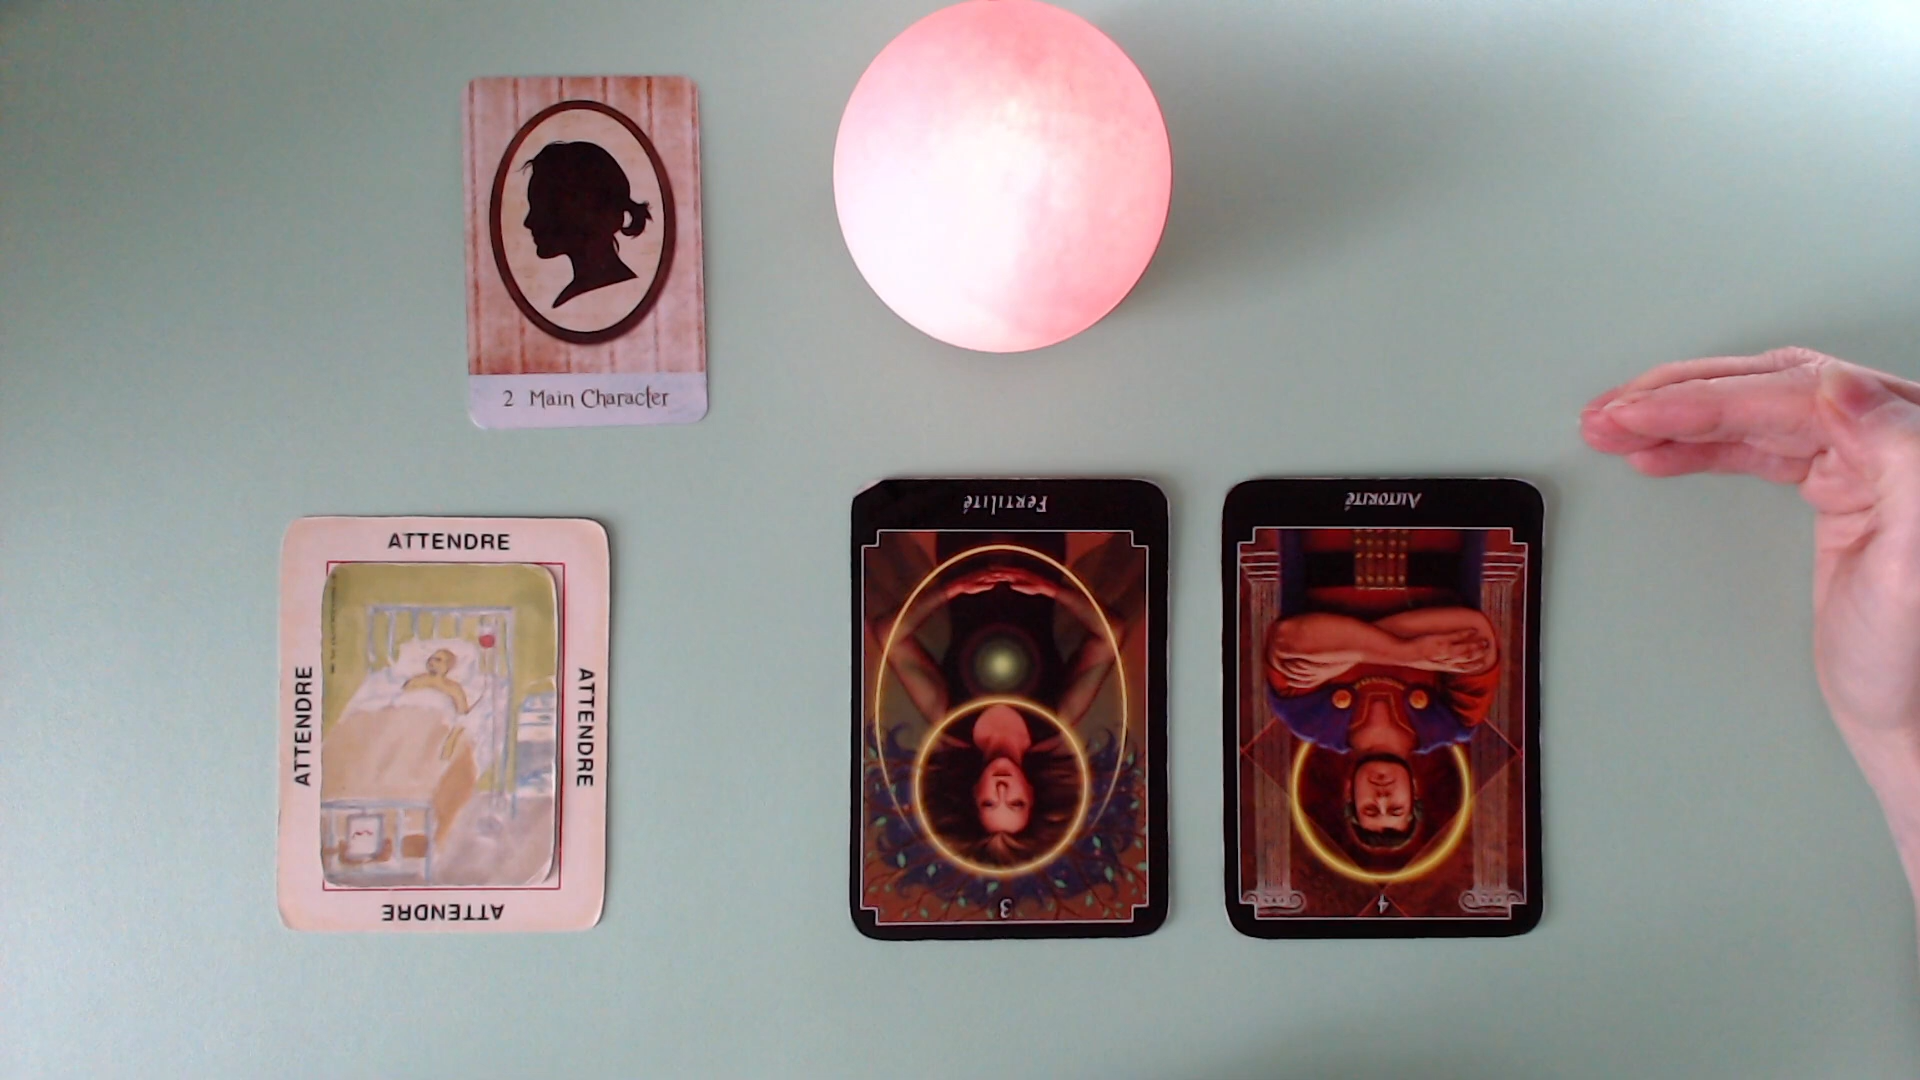 2 Main Character
ATTENDRE
ATTENDRE
ATTENDRE
ATTENDRE
Fertilité
3
Autorité
4